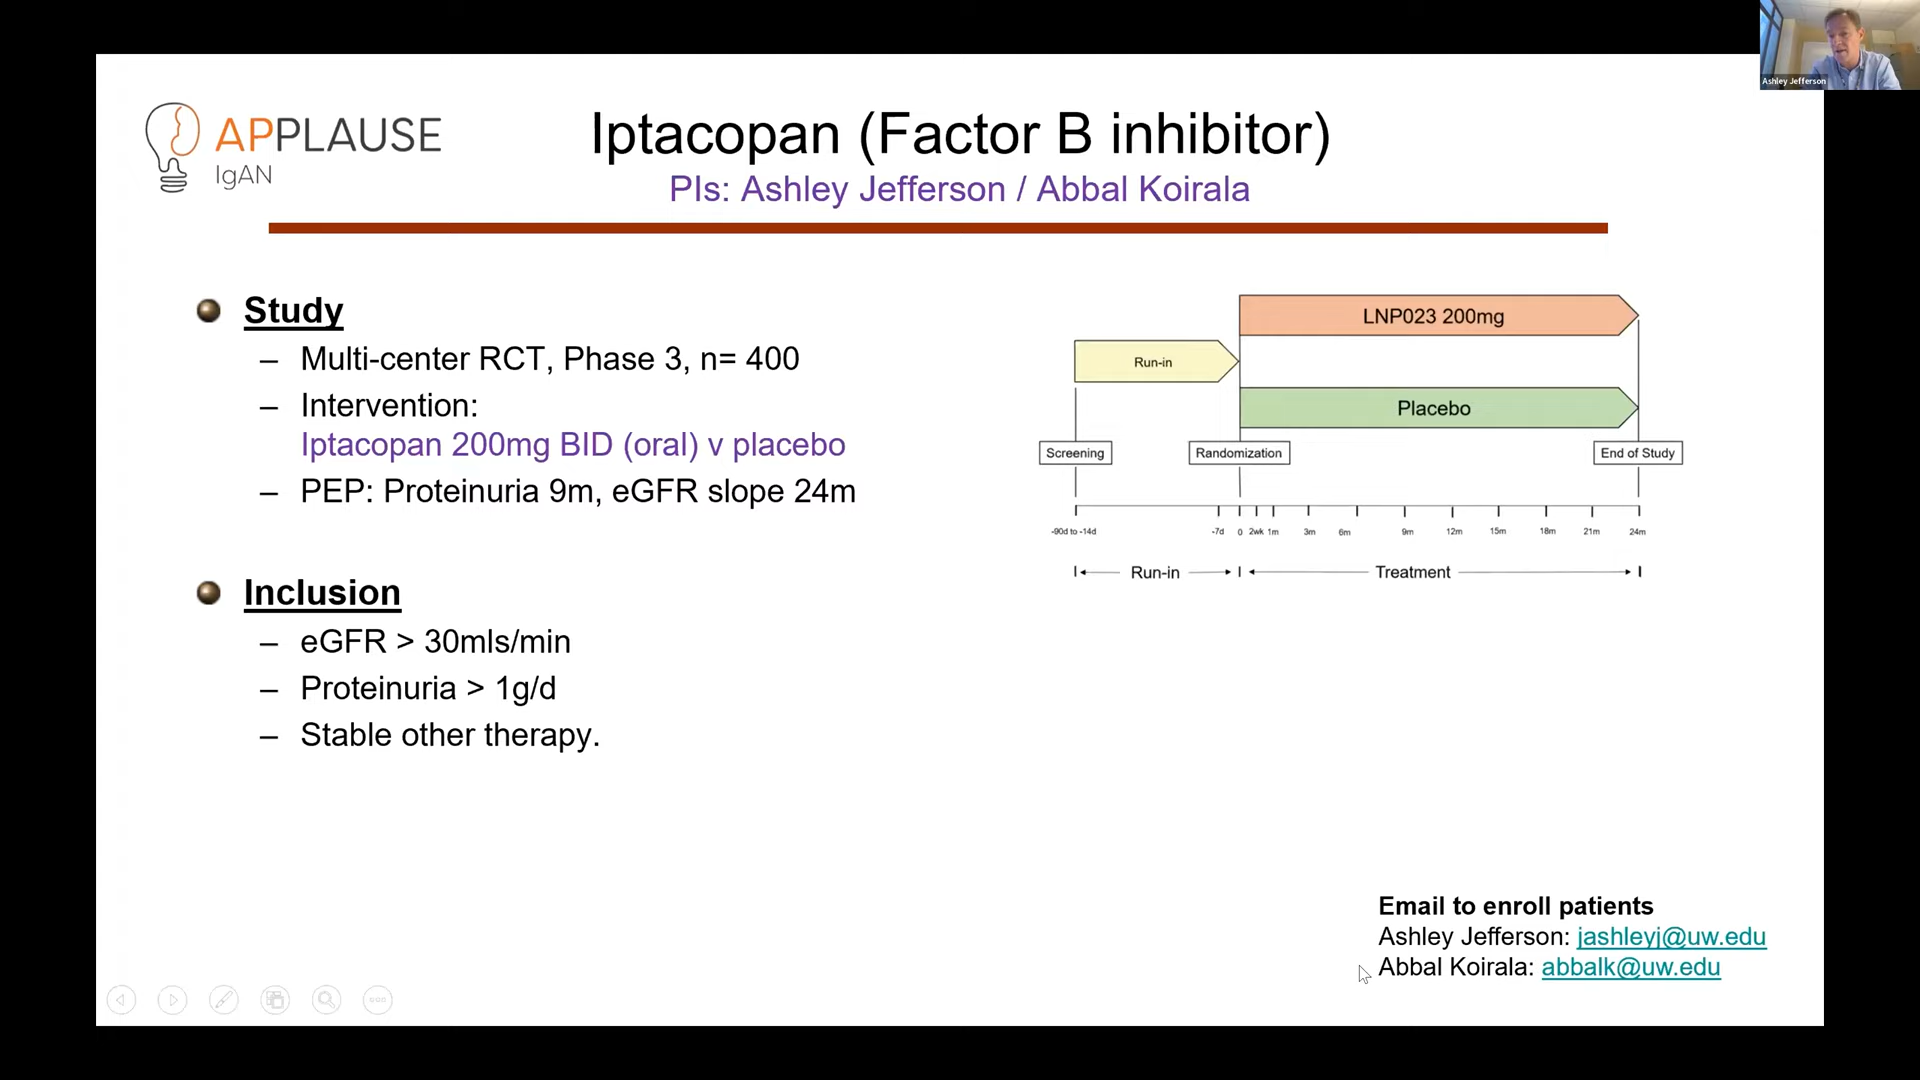 Ashley Jefferson
APPLAUSE
IgAN
Iptacopan (Factor B inhibitor)
PIs: Ashley Jefferson / Abbal Koirala
Study
– Multi-center RCT, Phase 3, n= 400
– Intervention:
Iptacopan 200mg BID (oral) v placebo
– PEP: Proteinuria 9m, eGFR slope 24m
Inclusion
– eGFR > 30mls/min
– Proteinuria > 1g/d
– Stable other therapy.
LNP023 200mg
Run-in
Placebo
Screening Randomization End of Study
-90d to -14d -7d 0 2wk 1m 3m 6m 9m 12m 15m 18m 21m 24m
Run-in Treatment
Email to enroll patients
Ashley Jefferson: jashleyj@uw.edu
Abbal Koirala: abbalk@uw.edu